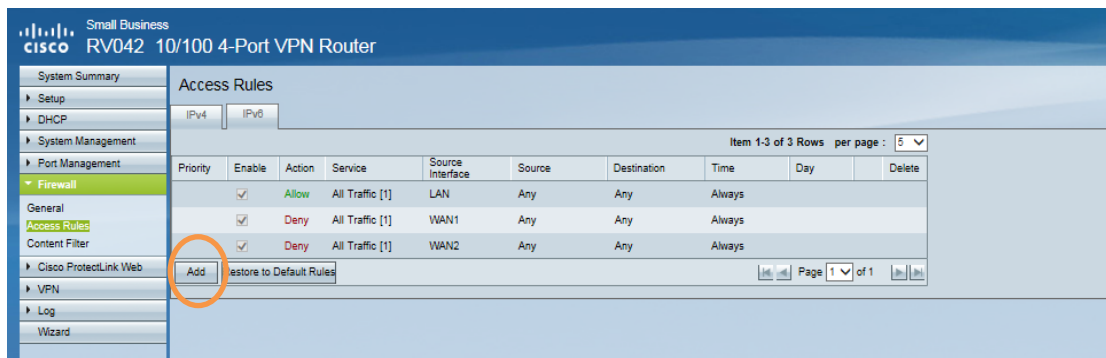 Small Business
CISCO RV042 10/100 4-Port VPN Router
System Summary
Setup
DHCP
System Management
Port Management
Firewall
General
Access Rules
Content Filter
Cisco ProtectLink Web
VPN
Log
Wizard
Access Rules
IPv4 IPv6
Item 1-3 of 3 Rows per page : 5
Priority Enable Action Service Source Interface Source Destination Time Day Delete
Allow All Traffic [1] LAN Any Any Always
Deny All Traffic [1] WAN1 Any Any Always
Deny All Traffic [1] WAN2 Any Any Always
Add Restore to Default Rules Page 1 of 1